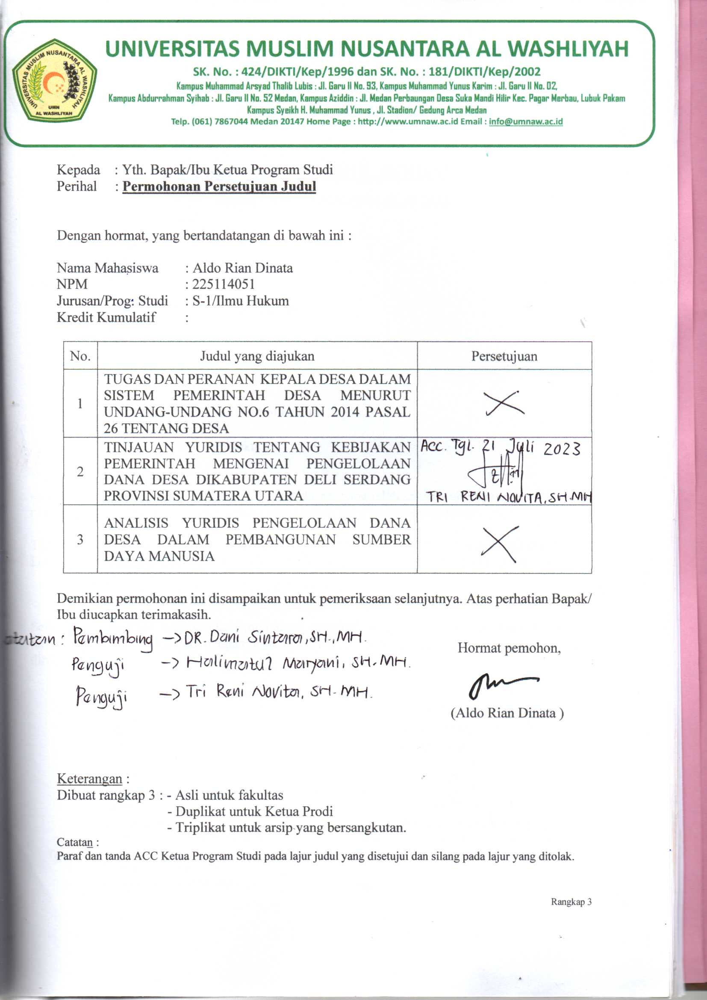 UNIVERSITAS MUSLIM NUSANTARA AL WASHLIYAH
UMN
AL WASHLIYAH
UNIVERSITAS MUSLIM NUSANTARA AL WASHLIYAH
SK. No. : 424/DIKTI/Kep/1996 dan SK. No. : 181/DIKTI/Kep/2002
Kampus Muhammad Arsyad Thalib Lubis : Jl. Garu II No. 93, Kampus Muhammad Yunus Karim : Jl. Garu II No. 02,
Kampus Abdurrahman Syihab : Jl. Garu II No. 52 Medan, Kampus Aziddin : Jl. Medan Perbaungan Desa Suka Mandi Hilir Kec. Pagar Merbau, Lubuk Pakam
Kampus Syeikh H. Muhammad Yunus , Jl. Stadion/ Gedung Arca Medan
Telp. (061) 7867044 Medan 20147 Home Page : http://www.umnaw.ac.id Email : info@umnaw.ac.id
Kepada : Yth. Bapak/Ibu Ketua Program Studi
Perihal : Permohonan Persetujuan Judul
Dengan hormat, yang bertandatangan di bawah ini :
Nama Mahasiswa : Aldo Rian Dinata
NPM : 225114051
Jurusan/Prog. Studi : S-1/Ilmu Hukum
Kredit Kumulatif :
No. Judul yang diajukan Persetujuan
1
TUGAS DAN PERANAN KEPALA DESA DALAM
SISTEM PEMERINTAH DESA MENURUT
UNDANG-UNDANG NO.6 TAHUN 2014 PASAL
26 TENTANG DESA
2
TINJAUAN YURIDIS TENTANG KEBIJAKAN
PEMERINTAH MENGENAI PENGELOLAAN
DANA DESA DIKABUPATEN DELI SERDANG
PROVINSI SUMATERA UTARA
Acc. Tgl. 21 Juli 2023
TRI RENI NOVITA, SH.MH
3
ANALISIS YURIDIS PENGELOLAAN DANA
DESA DALAM PEMBANGUNAN SUMBER
DAYA MANUSIA
Demikian permohonan ini disampaikan untuk pemeriksaan selanjutnya. Atas perhatian Bapak/
Ibu diucapkan terimakasih.
atatan : Pembimbing -> DR. Dani Sintara, SH., MH.
Penguji -> Halimatul Maryani, SH. MH.
Penguji -> Tri Reni Novita, SH. MH.
Hormat pemohon,
(Aldo Rian Dinata )
Keterangan :
Dibuat rangkap 3 : - Asli untuk fakultas
- Duplikat untuk Ketua Prodi
- Triplikat untuk arsip yang bersangkutan.
Catatan :
Paraf dan tanda ACC Ketua Program Studi pada lajur judul yang disetujui dan silang pada lajur yang ditolak.
Rangkap 3